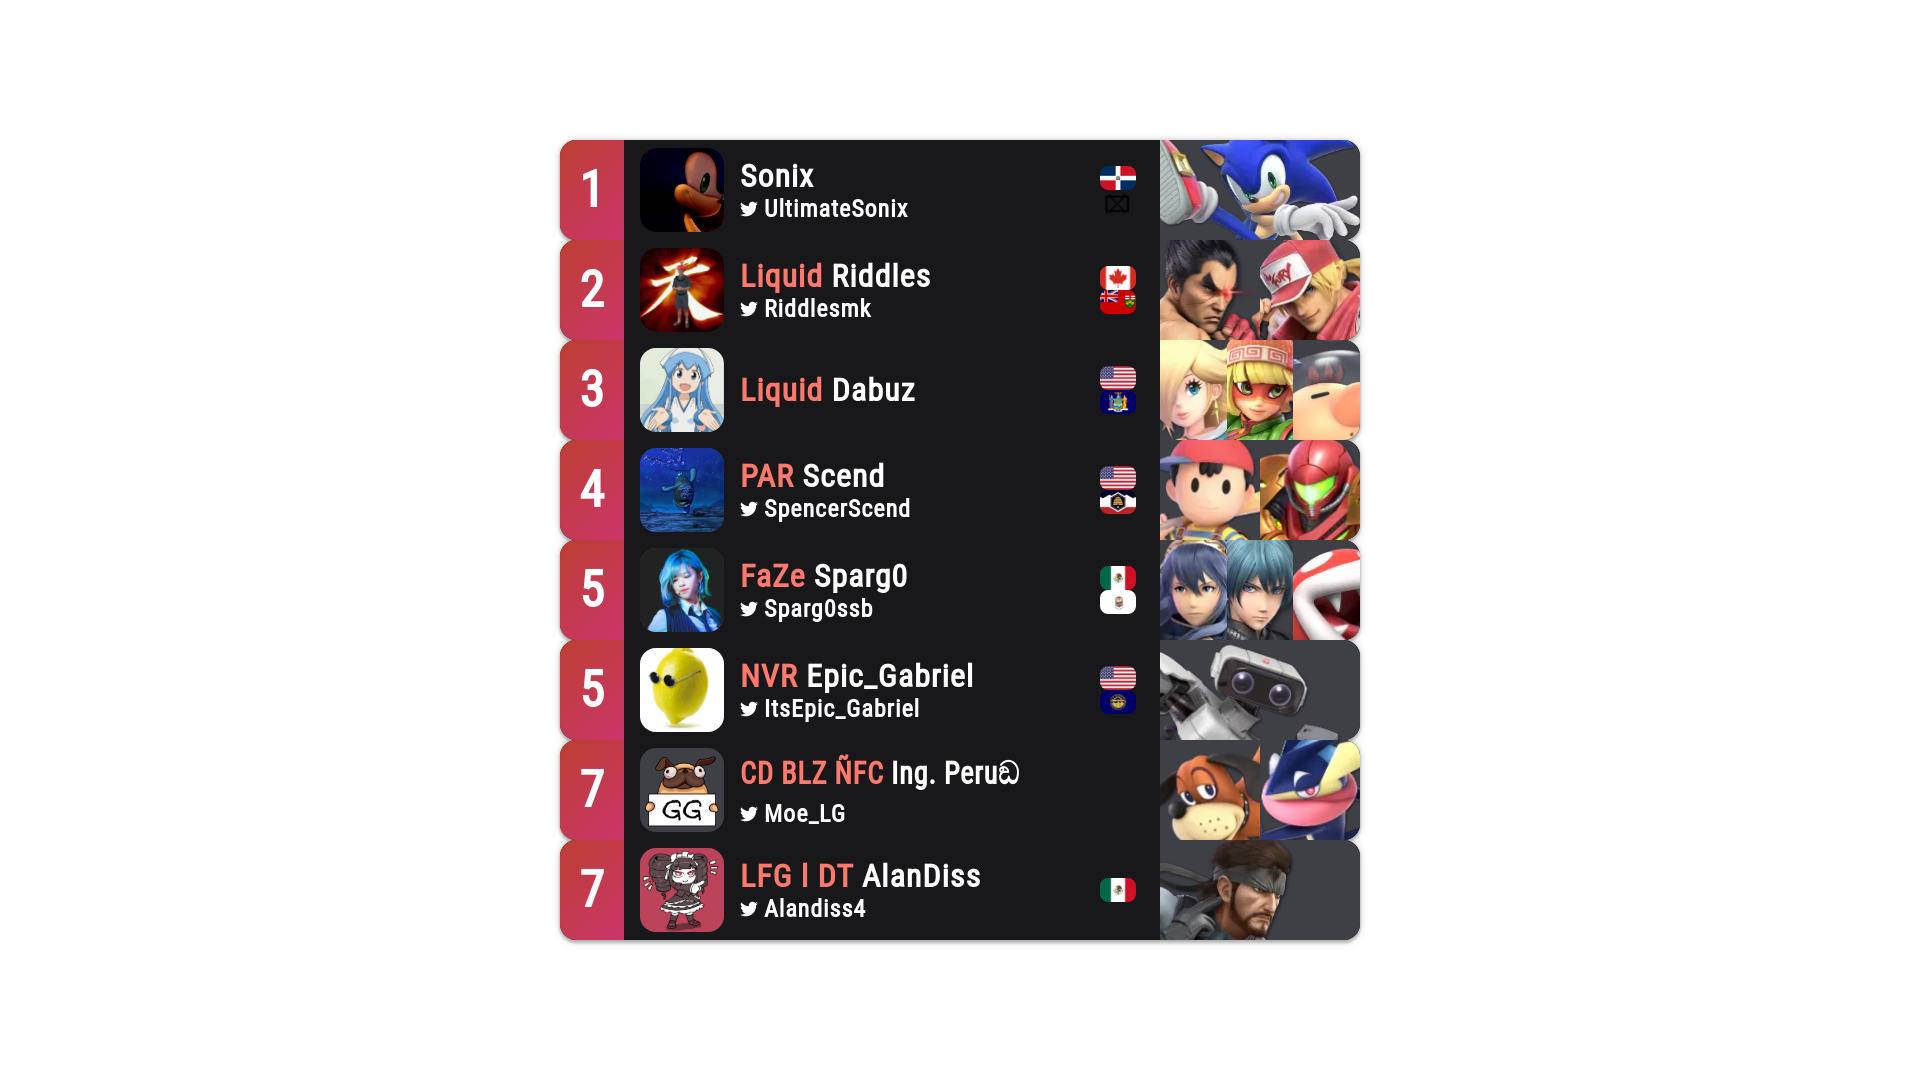 1
Sonix
UltimateSonix
2
Liquid Riddles
Riddlesmk
3
Liquid Dabuz
4
PAR Scend
SpencerScend
5
FaZe Sparg0
Sparg0ssb
5
NVR Epic_Gabriel
ItsEpic_Gabriel
7
GG
CD BLZ ÑFC Ing. Peruඞ
Moe_LG
7
LFG l DT AlanDiss
Alandiss4